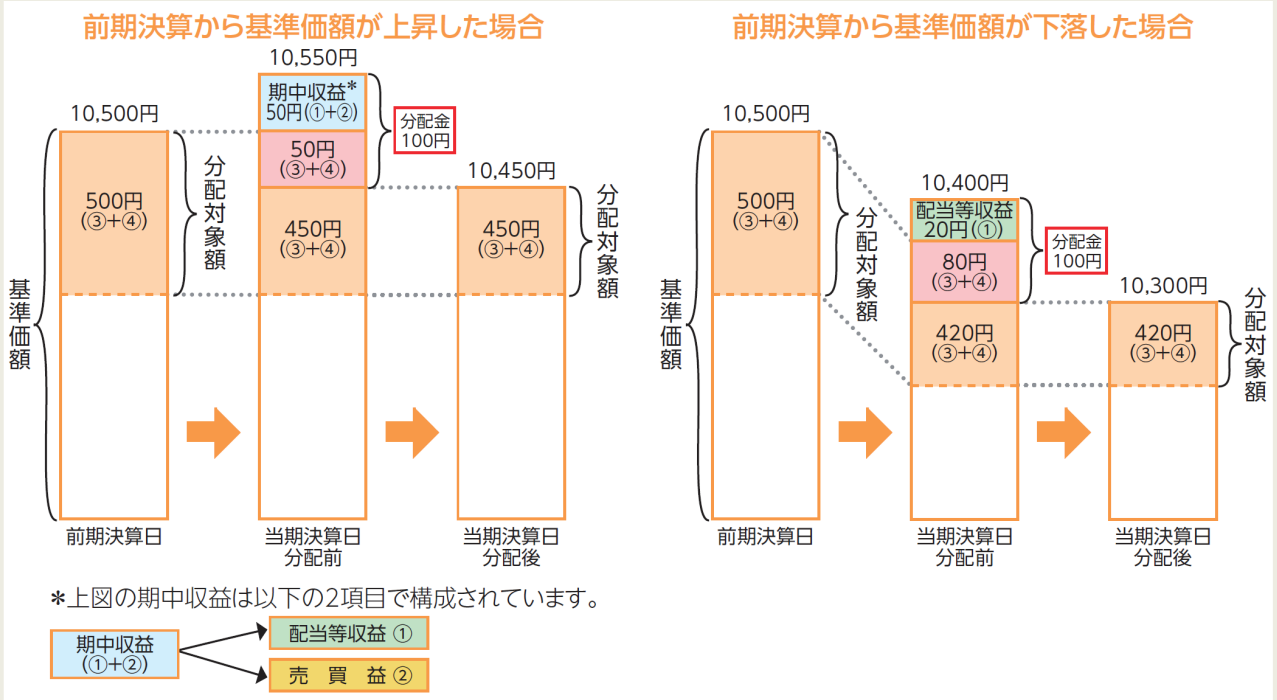 前期決算から基準価額が上昇した場合
10,500円
500円
(③+④)
分配対象額
基準価額
前期決算日
10,550円
期中収益*
50円(①+②)
50円
(③+④)
450円
(③+④)
分配金
100円
当期決算日
分配前
10,450円
450円
(③+④)
分配対象額
当期決算日
分配後
*上図の期中収益は以下の2項目で構成されています。
期中収益
(①+②)
配当等収益 ①
売 買 益 ②
前期決算から基準価額が下落した場合
10,500円
500円
(③+④)
分配対象額
基準価額
前期決算日
10,400円
配当等収益
20円(①)
80円
(③+④)
420円
(③+④)
分配金
100円
当期決算日
分配前
10,300円
420円
(③+④)
分配対象額
当期決算日
分配後